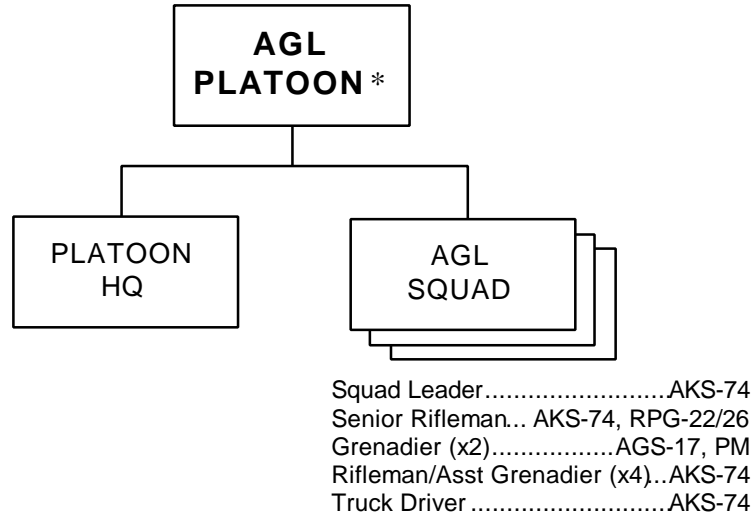 AGL
PLATOON*
PLATOON
HQ
AGL
SQUAD
Squad Leader..........................AKS-74
Senior Rifleman... AKS-74, RPG-22/26
Grenadier (x2).................AGS-17, PM
Rifleman/Asst Grenadier (x4)...AKS-74
Truck Driver ...........................AKS-74